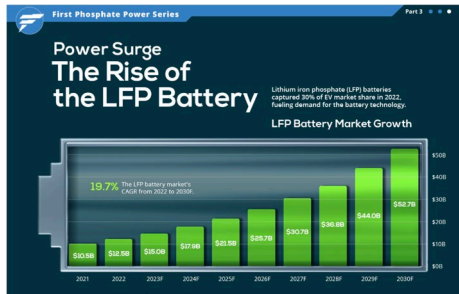 First Phosphate Power Series
Part 3
Power Surge
The Rise of
the LFP Battery
Lithium iron phosphate (LFP) batteries
captured 30% of EV market share in 2022,
fueling demand for the battery technology.
LFP Battery Market Growth
19.7% The LFP battery market's
CAGR from 2022 to 2030F.
$50B
$40B
$30B
$20B
$10B
$0B
$10.5B
$12.5B
$15.0B
$17.9B
$21.5B
$25.7B
$30.7B
$36.8B
$44.0B
$52.7B
2021 2022 2023F 2024F 2025F 2026F 2027F 2028F 2029F 2030F